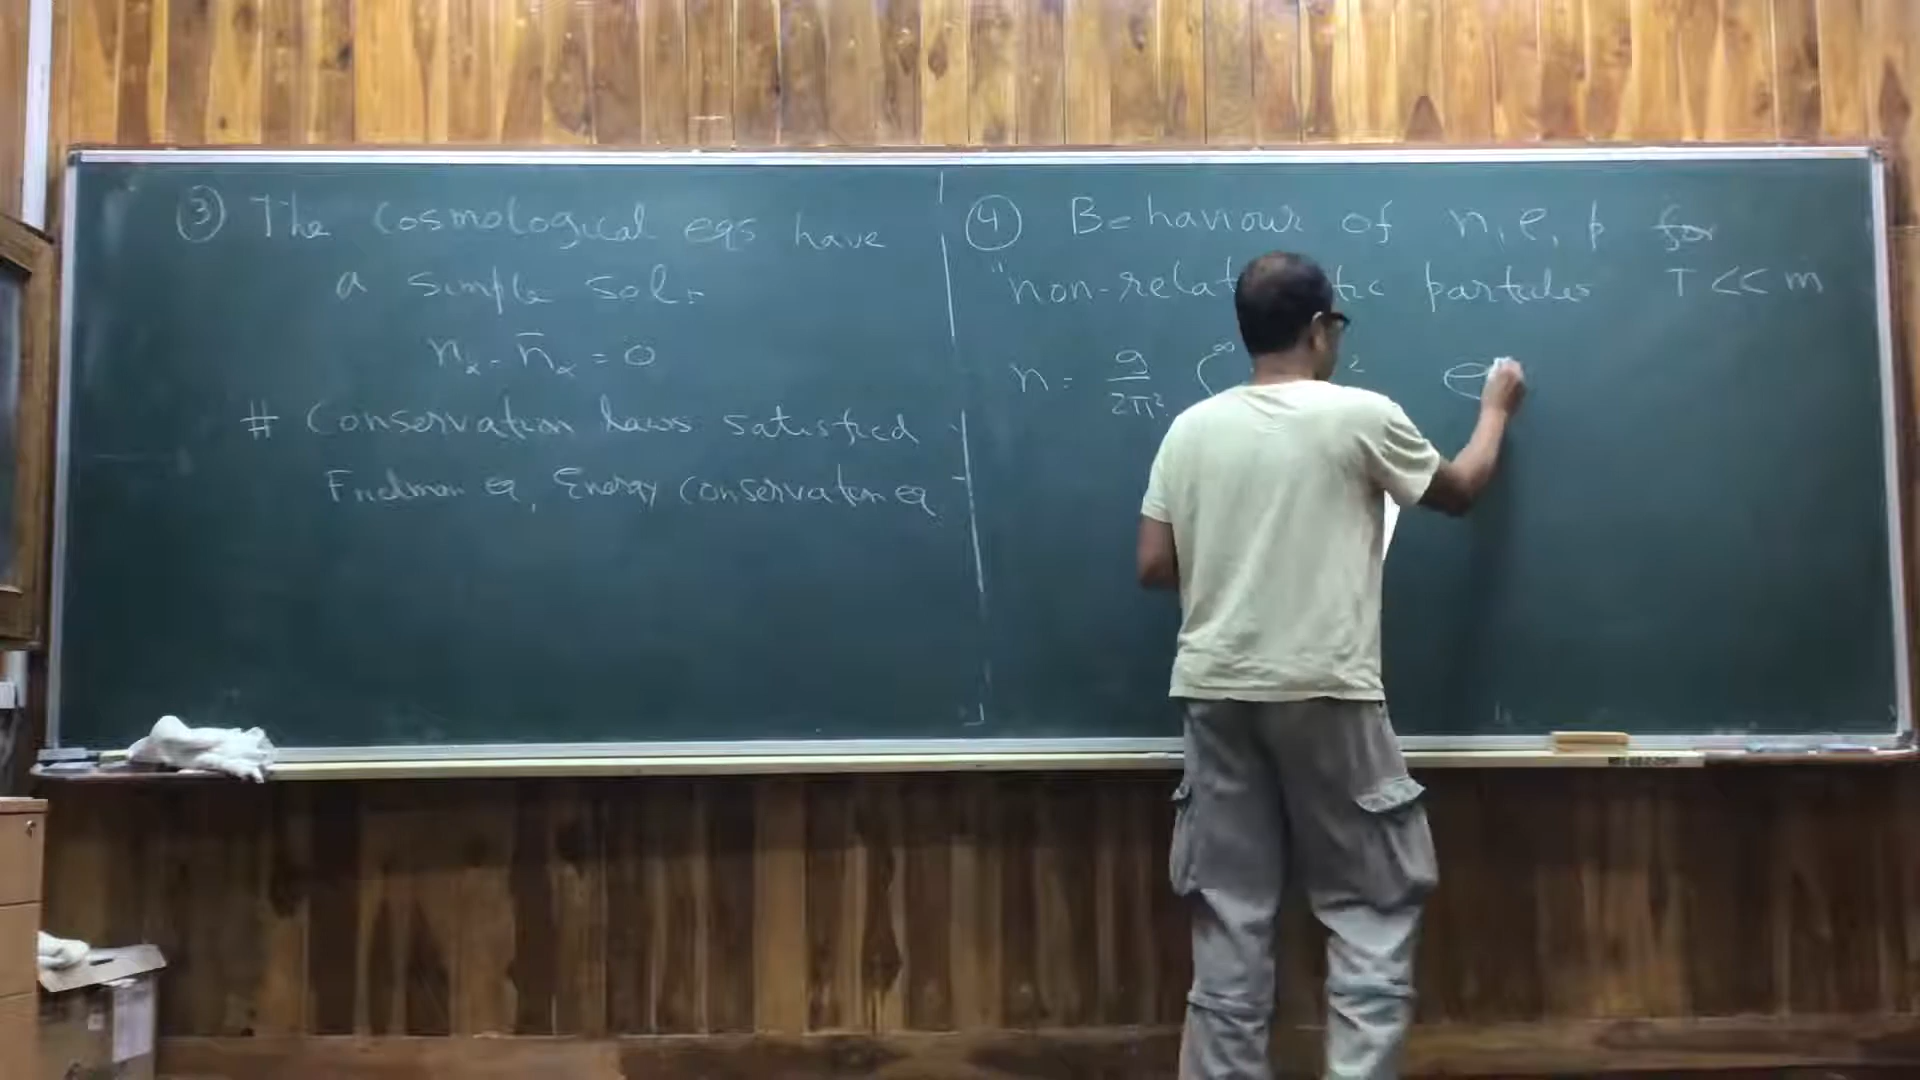 ③ The Cosmological eqs have
a simple sol:-
n_α - n̄_α = 0
# Conservation laws satisfied
Friedman eq, Energy conservation eq
④ Behaviour of n, ρ, p for
"non-relat tic particles T << m
n = g/2π² ∫ ∞ ² e